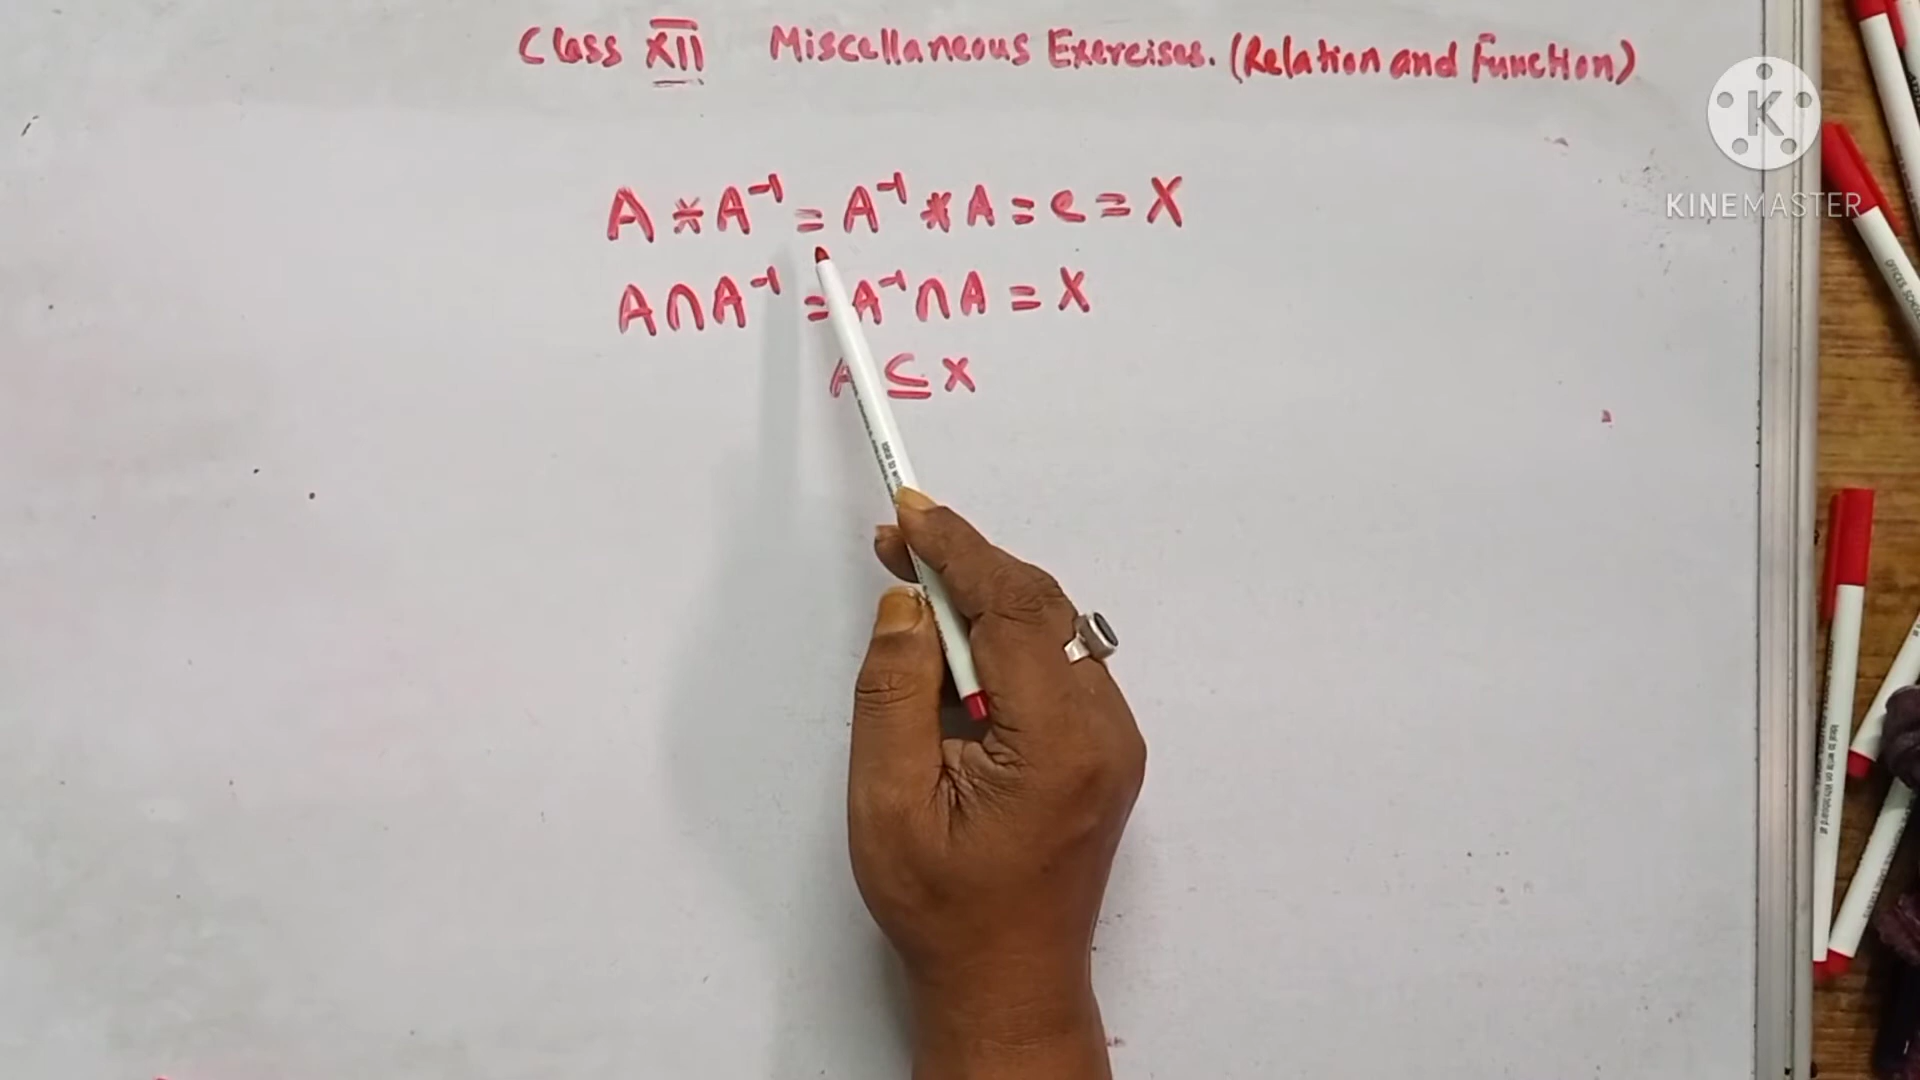 Class XII Miscellaneous Exercises. (Relation and Function)
K
KINEMASTER
A * A⁻¹ = A⁻¹ * A = e = X
A ∩ A⁻¹ = A⁻¹ ∩ A = X
A ⊆ X